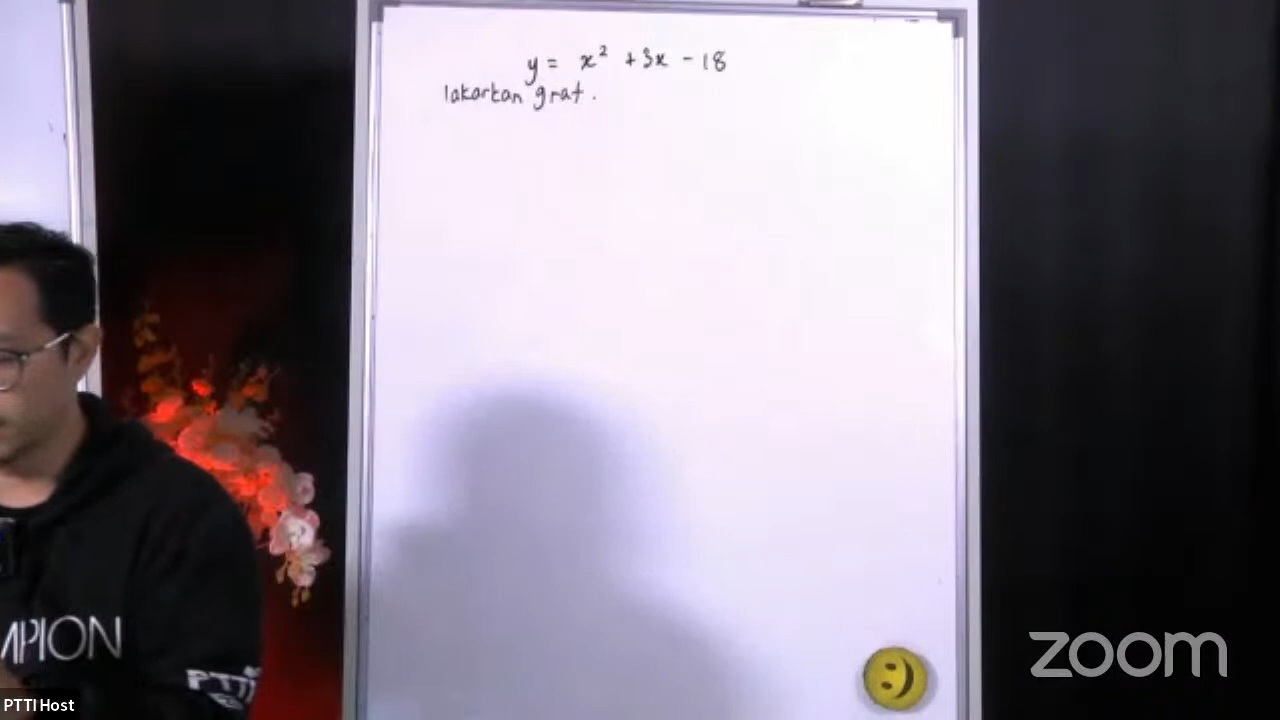 y = x² + 3x - 18
lakarkan graf.
MPION
PTTI
zoom
PTTI Host